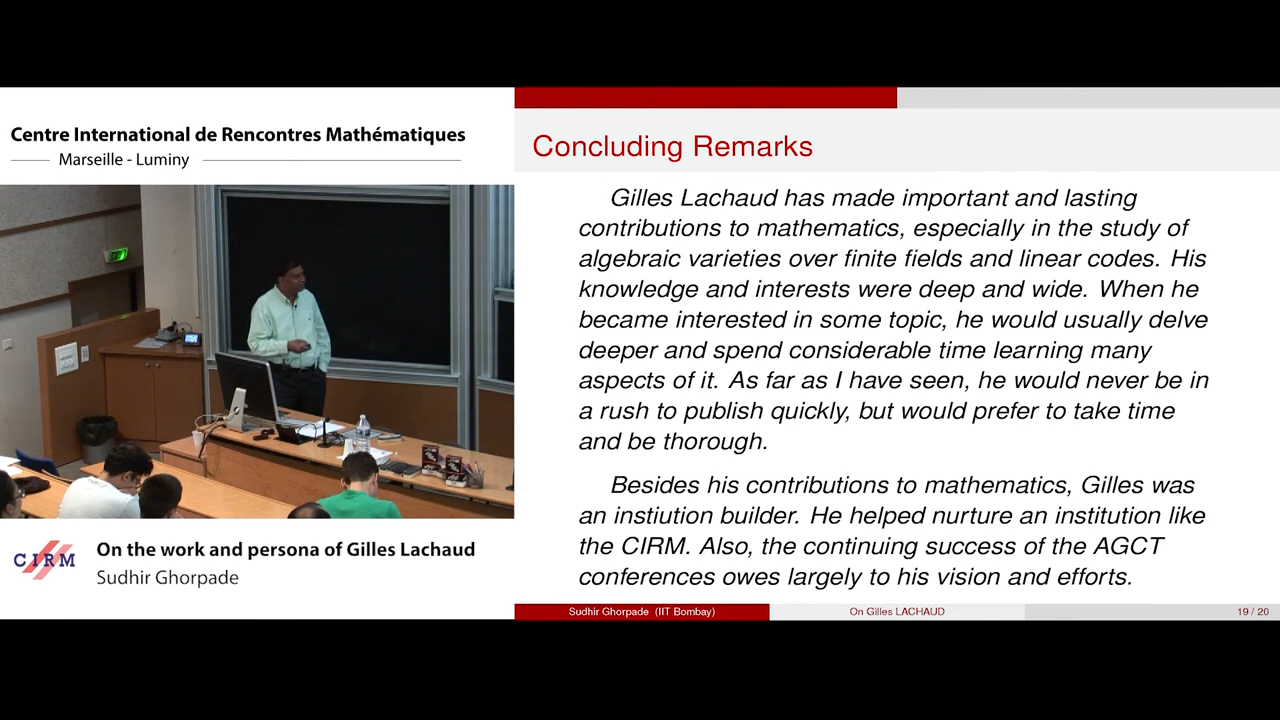 Centre International de Rencontres Mathématiques
Marseille - Luminy
CIRM
On the work and persona of Gilles Lachaud
Sudhir Ghorpade
Concluding Remarks
Gilles Lachaud has made important and lasting
contributions to mathematics, especially in the study of
algebraic varieties over finite fields and linear codes. His
knowledge and interests were deep and wide. When he
became interested in some topic, he would usually delve
deeper and spend considerable time learning many
aspects of it. As far as I have seen, he would never be in
a rush to publish quickly, but would prefer to take time
and be thorough.
Besides his contributions to mathematics, Gilles was
an instiution builder. He helped nurture an institution like
the CIRM. Also, the continuing success of the AGCT
conferences owes largely to his vision and efforts.
Sudhir Ghorpade (IIT Bombay)
On Gilles LACHAUD
19 / 20